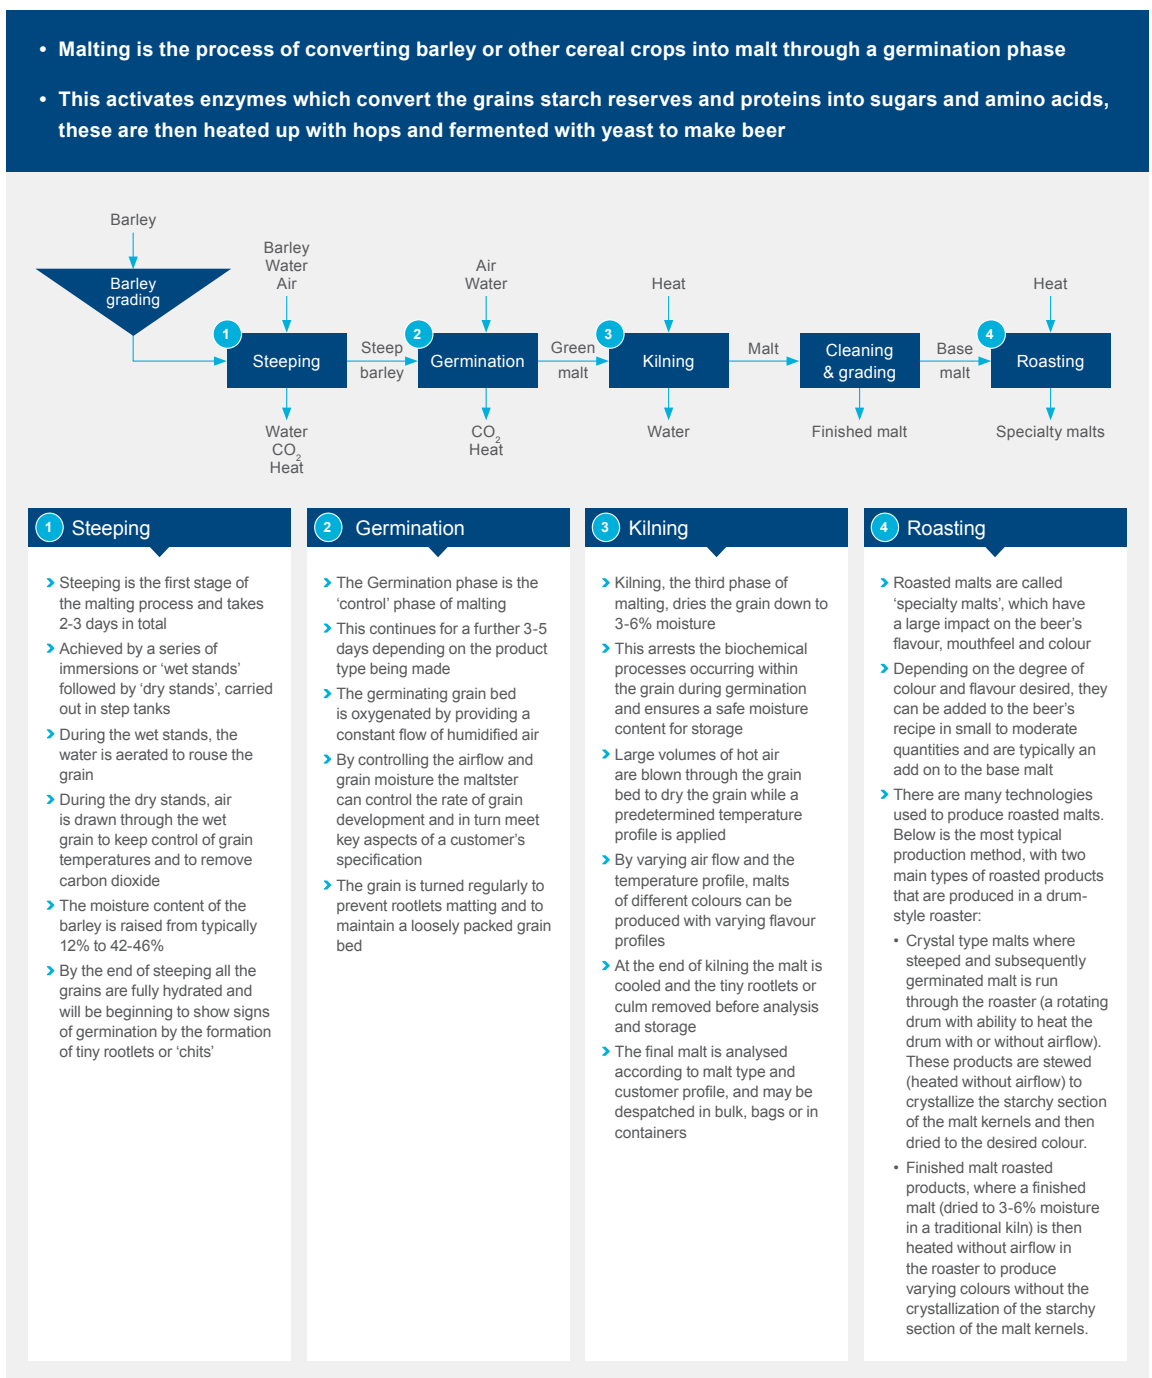 • Malting is the process of converting barley or other cereal crops into malt through a germination phase
• This activates enzymes which convert the grains starch reserves and proteins into sugars and amino acids,
these are then heated up with hops and fermented with yeast to make beer
Barley
Barley
grading
Barley
Water
Air
1
Steeping
Water
CO2
Heat
Steep
barley
Air
Water
2
Germination
CO2
Heat
Green
malt
Heat
3
Kilning
Water
Malt
Cleaning
& grading
Finished malt
Base
malt
Heat
4
Roasting
Specialty malts
1 Steeping
Steeping is the first stage of
the malting process and takes
2-3 days in total
Achieved by a series of
immersions or ‘wet stands’
followed by ‘dry stands’, carried
out in step tanks
During the wet stands, the
water is aerated to rouse the
grain
During the dry stands, air
is drawn through the wet
grain to keep control of grain
temperatures and to remove
carbon dioxide
The moisture content of the
barley is raised from typically
12% to 42-46%
By the end of steeping all the
grains are fully hydrated and
will be beginning to show signs
of germination by the formation
of tiny rootlets or ‘chits’
2 Germination
The Germination phase is the
‘control’ phase of malting
This continues for a further 3-5
days depending on the product
type being made
The germinating grain bed
is oxygenated by providing a
constant flow of humidified air
By controlling the airflow and
grain moisture the maltster
can control the rate of grain
development and in turn meet
key aspects of a customer’s
specification
The grain is turned regularly to
prevent rootlets matting and to
maintain a loosely packed grain
bed
3 Kilning
Kilning, the third phase of
malting, dries the grain down to
3-6% moisture
This arrests the biochemical
processes occurring within
the grain during germination
and ensures a safe moisture
content for storage
Large volumes of hot air
are blown through the grain
bed to dry the grain while a
predetermined temperature
profile is applied
By varying air flow and the
temperature profile, malts
of different colours can be
produced with varying flavour
profiles
At the end of kilning the malt is
cooled and the tiny rootlets or
culm removed before analysis
and storage
The final malt is analysed
according to malt type and
customer profile, and may be
despatched in bulk, bags or in
containers
4 Roasting
Roasted malts are called
‘specialty malts’, which have
a large impact on the beer’s
flavour, mouthfeel and colour
Depending on the degree of
colour and flavour desired, they
can be added to the beer’s
recipe in small to moderate
quantities and are typically an
add on to the base malt
There are many technologies
used to produce roasted malts.
Below is the most typical
production method, with two
main types of roasted products
that are produced in a drum-
style roaster:
• Crystal type malts where
steeped and subsequently
germinated malt is run
through the roaster (a rotating
drum with ability to heat the
drum with or without airflow).
These products are stewed
(heated without airflow) to
crystallize the starchy section
of the malt kernels and then
dried to the desired colour.
• Finished malt roasted
products, where a finished
malt (dried to 3-6% moisture
in a traditional kiln) is then
heated without airflow in
the roaster to produce
varying colours without the
crystallization of the starchy
section of the malt kernels.